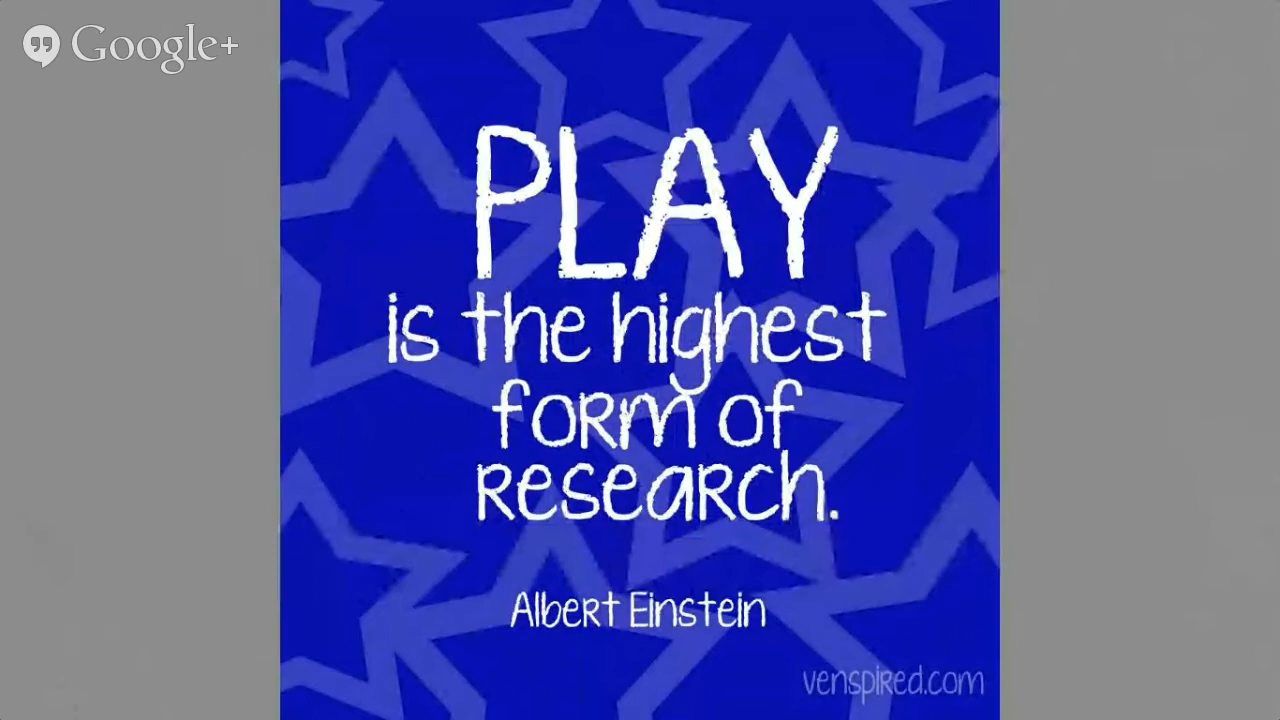 Google+
PLAY
is the highest
form of
research.
Albert Einstein
venspired.com